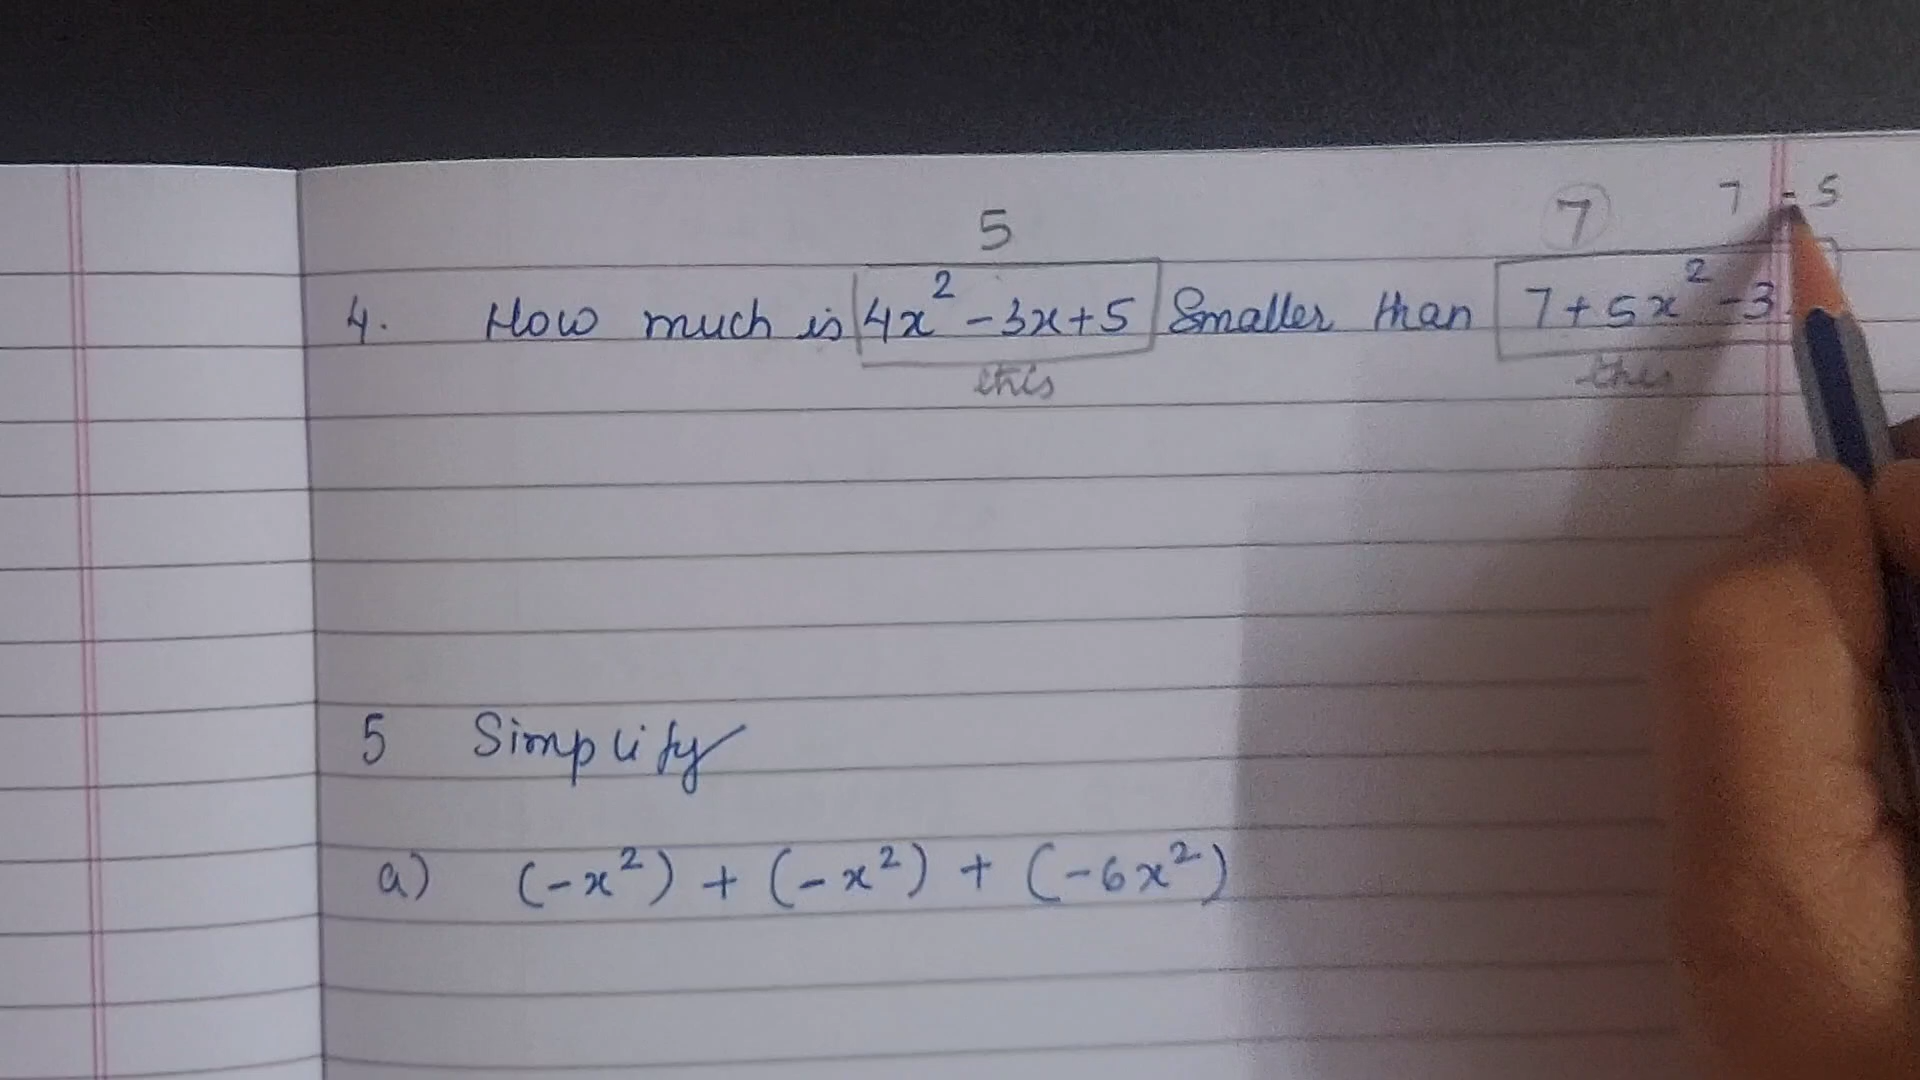 5 7 7 - 5
4. How much is 4x² - 3x + 5 Smaller than 7 + 5x² - 3
this this
5 Simplify
a) (-x²) + (-x²) + (-6x²)